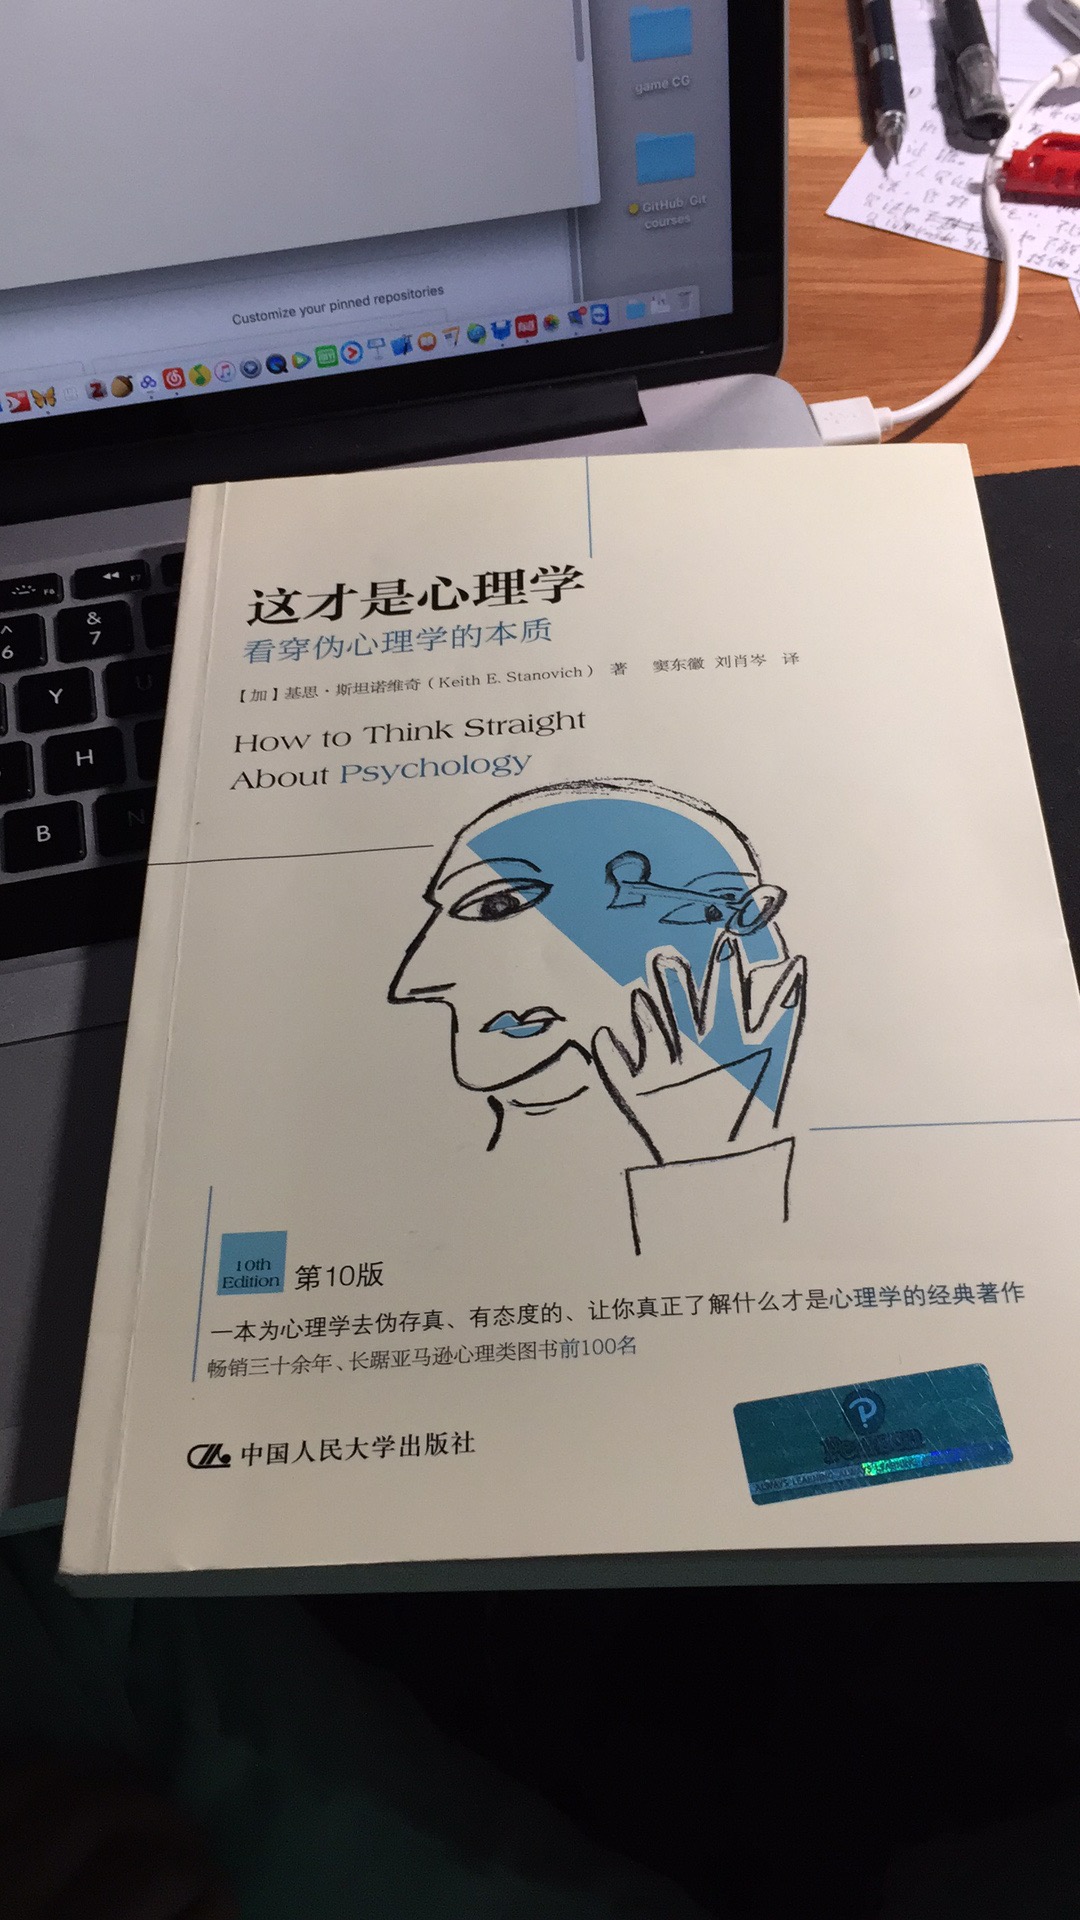 game CG
GitHub, Git
courses
Customize your pinned repositories
F6
F7
^
6
&
7
Y
U
H
B
N
这才是心理学
看穿伪心理学的本质
【加】基思·斯坦诺维奇（Keith E. Stanovich）著 窦东徽 刘肖岑 译
How to Think Straight
About Psychology
10th
Edition
第10版
一本为心理学去伪存真、有态度的、让你真正了解什么才是心理学的经典著作
畅销三十余年、长踞亚马逊心理类图书前100名
中国人民大学出版社
P
ALWAYS LEARNING